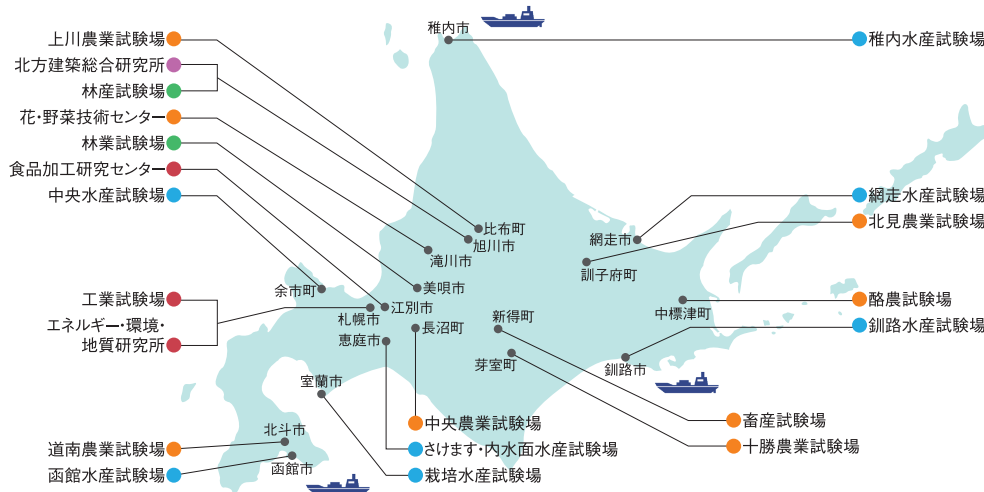 上川農業試験場
北方建築総合研究所
林産試験場
花・野菜技術センター
林業試験場
食品加工研究センター
中央水産試験場
工業試験場
エネルギー・環境・
地質研究所
道南農業試験場
函館水産試験場
稚内市
比布町
旭川市
滝川市
美唄市
余市町
江別市
札幌市
恵庭市
長沼町
新得町
芽室町
室蘭市
北斗市
函館市
網走市
訓子府町
中標津町
釧路市
稚内水産試験場
網走水産試験場
北見農業試験場
酪農試験場
釧路水産試験場
畜産試験場
十勝農業試験場
中央農業試験場
さけます・内水面水産試験場
栽培水産試験場